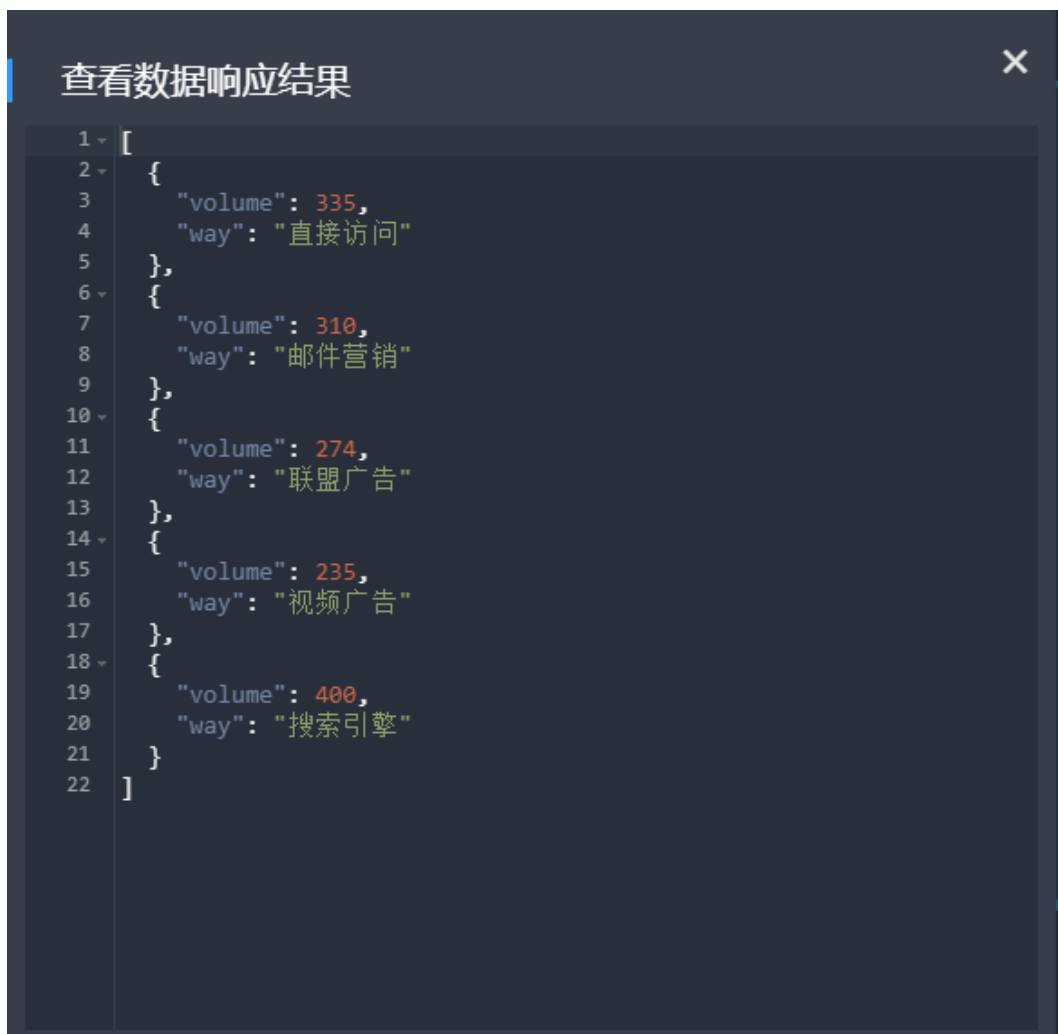 查看数据响应结果
×
1 [
2 {
3 "volume": 335,
4 "way": "直接访问"
5 },
6 {
7 "volume": 310,
8 "way": "邮件营销"
9 },
10 {
11 "volume": 274,
12 "way": "联盟广告"
13 },
14 {
15 "volume": 235,
16 "way": "视频广告"
17 },
18 {
19 "volume": 400,
20 "way": "搜索引擎"
21 }
22 ]